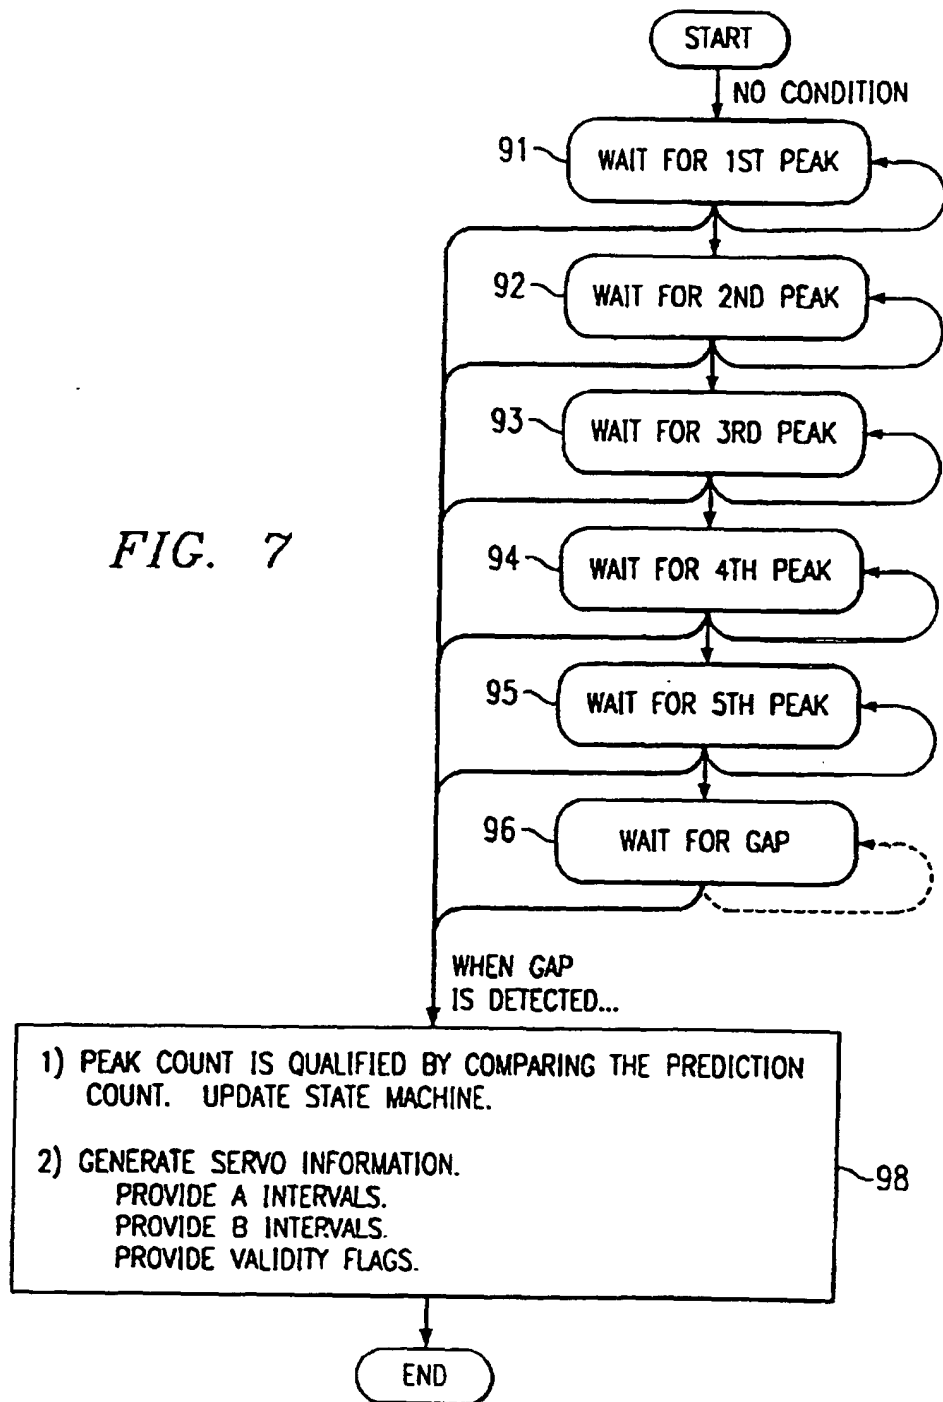 START
NO CONDITION
91
WAIT FOR 1ST PEAK
92
WAIT FOR 2ND PEAK
93
WAIT FOR 3RD PEAK
FIG. 7
94
WAIT FOR 4TH PEAK
95
WAIT FOR 5TH PEAK
96
WAIT FOR GAP
WHEN GAP
IS DETECTED...
1) PEAK COUNT IS QUALIFIED BY COMPARING THE PREDICTION
COUNT. UPDATE STATE MACHINE.
2) GENERATE SERVO INFORMATION.
PROVIDE A INTERVALS.
PROVIDE B INTERVALS.
PROVIDE VALIDITY FLAGS.
98
END